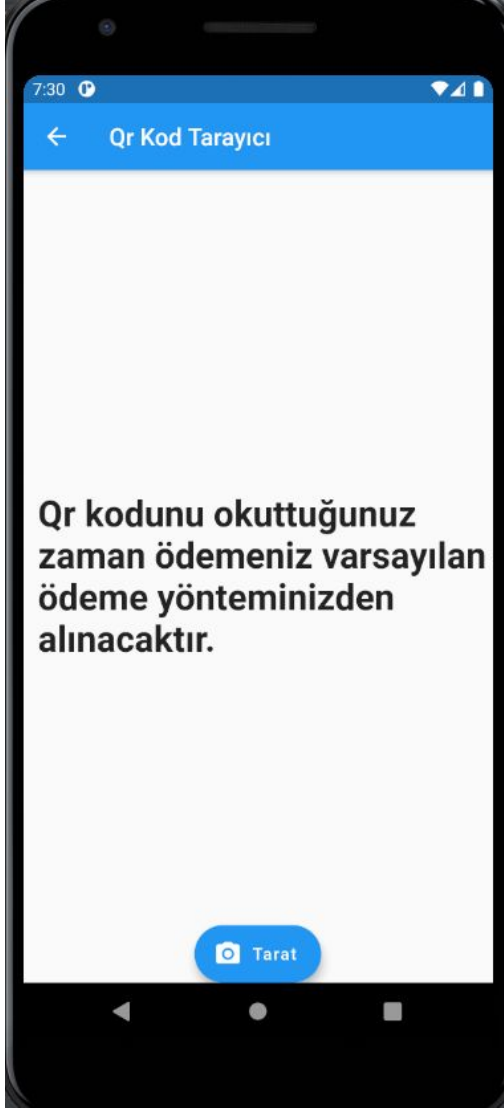 7:30
Qr Kod Tarayıcı
Qr kodunu okuttuğunuz
zaman ödemeniz varsayılan
ödeme yönteminizden
alınacaktır.
Tarat